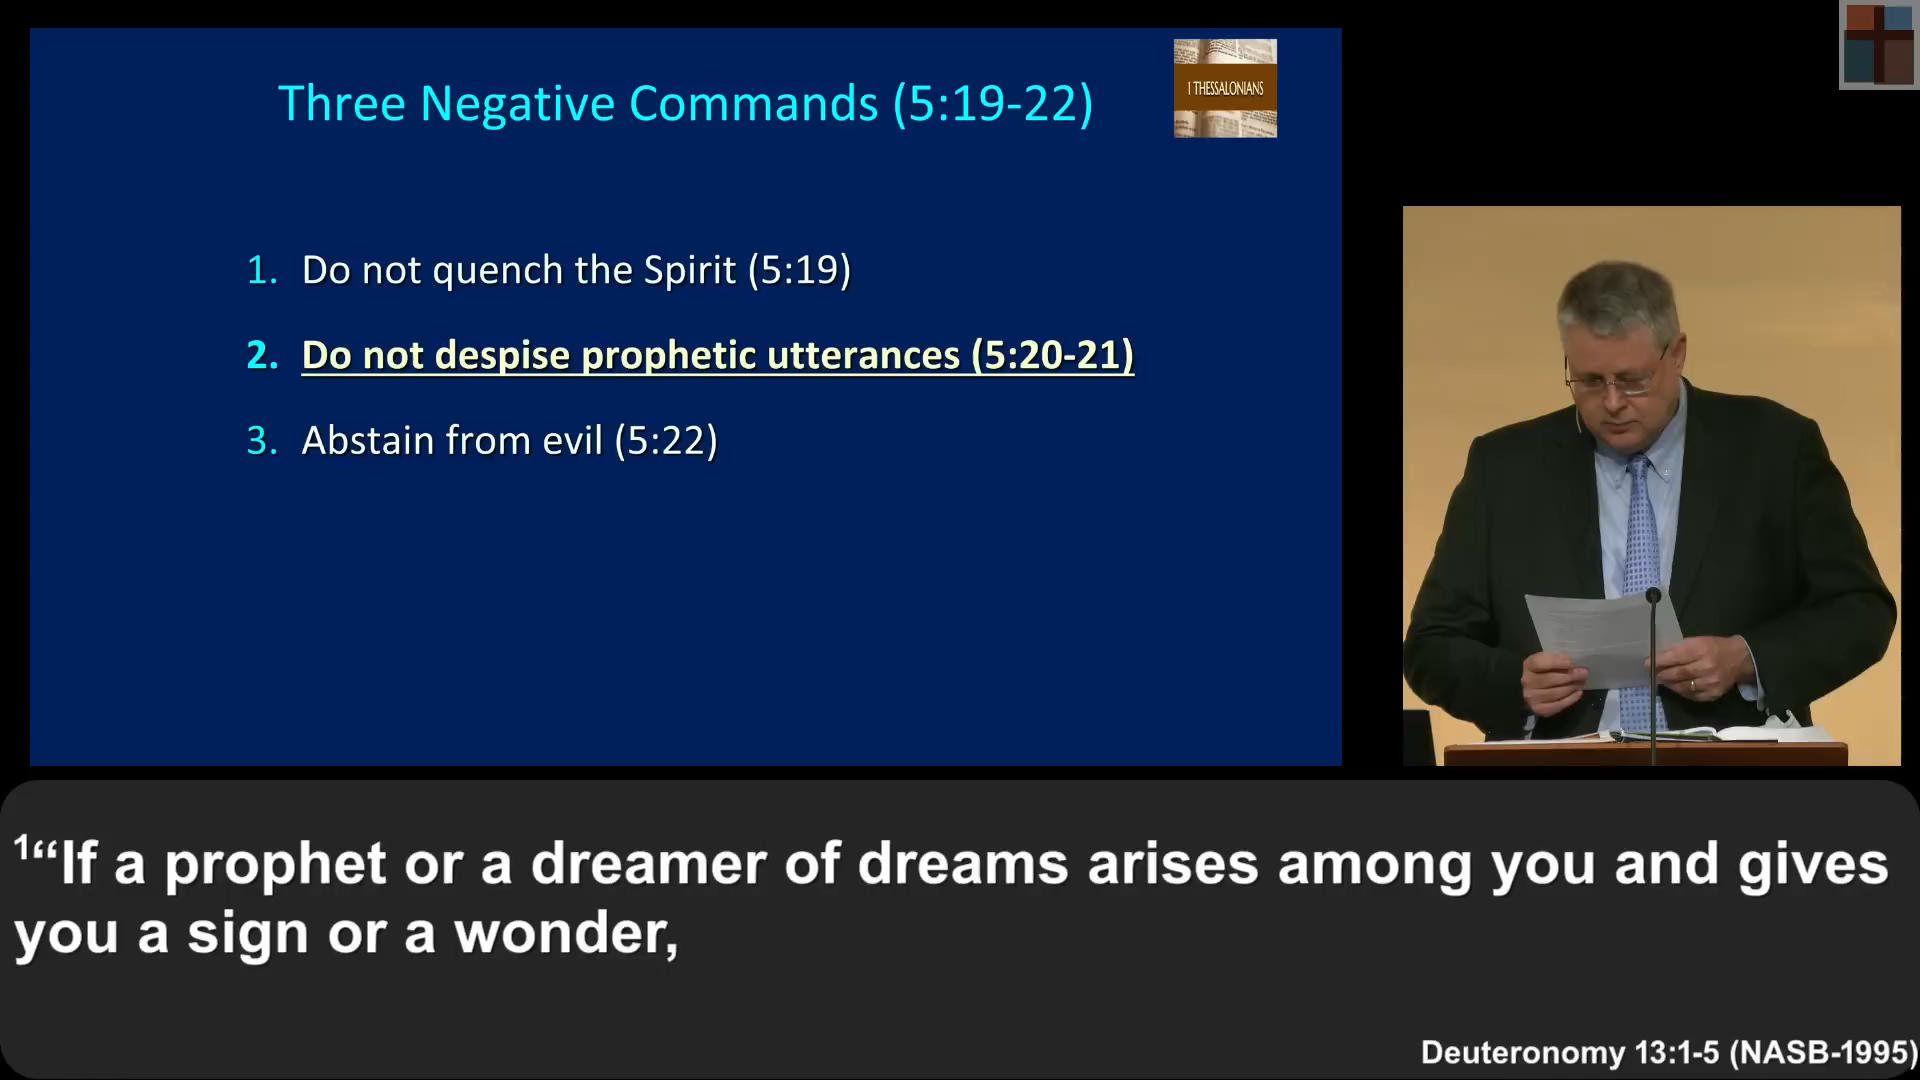 Three Negative Commands (5:19-22)
I THESSALONIANS
1. Do not quench the Spirit (5:19)
2. Do not despise prophetic utterances (5:20-21)
3. Abstain from evil (5:22)
1“If a prophet or a dreamer of dreams arises among you and gives
you a sign or a wonder,
Deuteronomy 13:1-5 (NASB-1995)